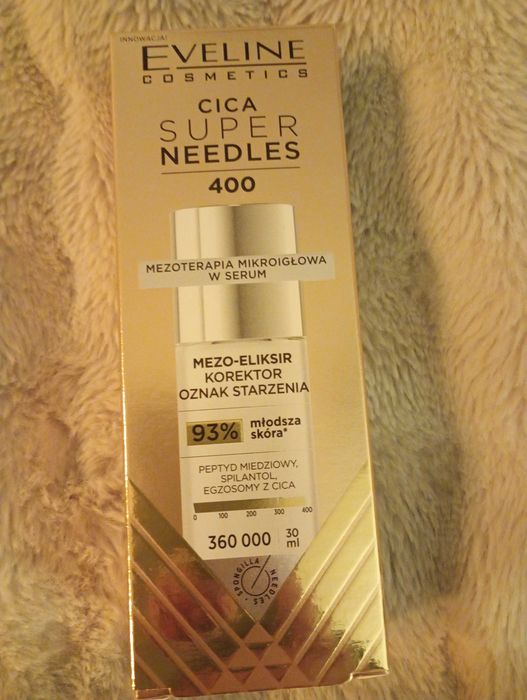 INNOWACJA!
EVELINE
COSMETICS
CICA
SUPER
NEEDLES
400
MEZOTERAPIA MIKROIGŁOWA
W SERUM
MEZO-ELIKSIR
KOREKTOR
OZNAK STARZENIA
93% młodsza
skóra*
PEPTYD MIEDZIOWY,
SPILANTOL,
EGZOSOMY Z CICA
0 100 200 300 400
360 000 30
ml
SPONGILLA NEEDLES